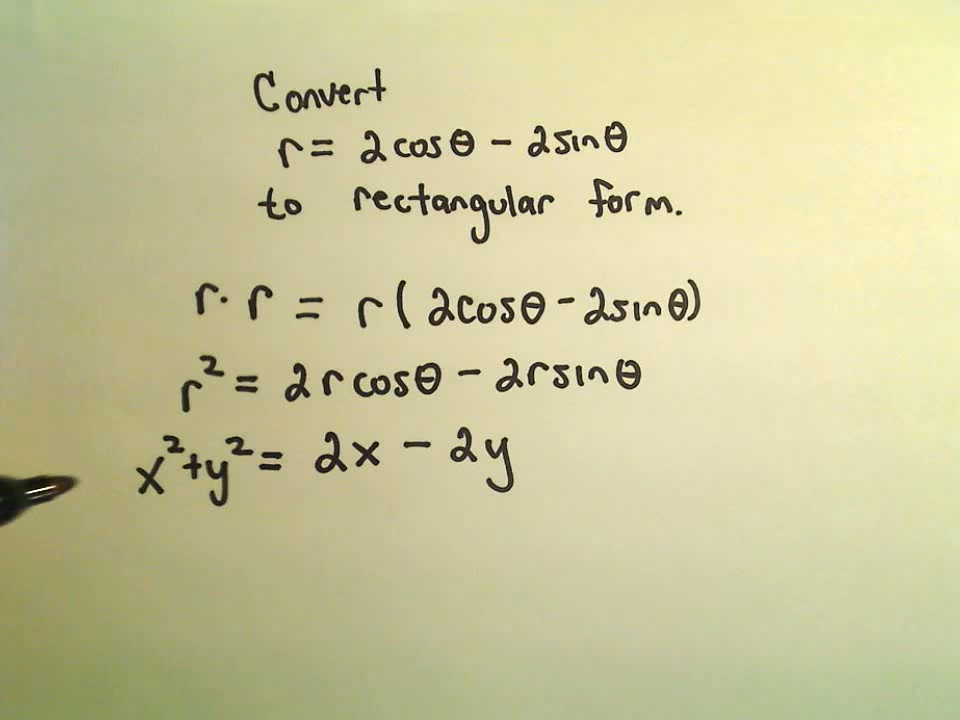 Convert
r = 2cosθ - 2sinθ
to rectangular form.
r · r = r(2cosθ - 2sinθ)
r² = 2rcosθ - 2rsinθ
x² + y² = 2x - 2y